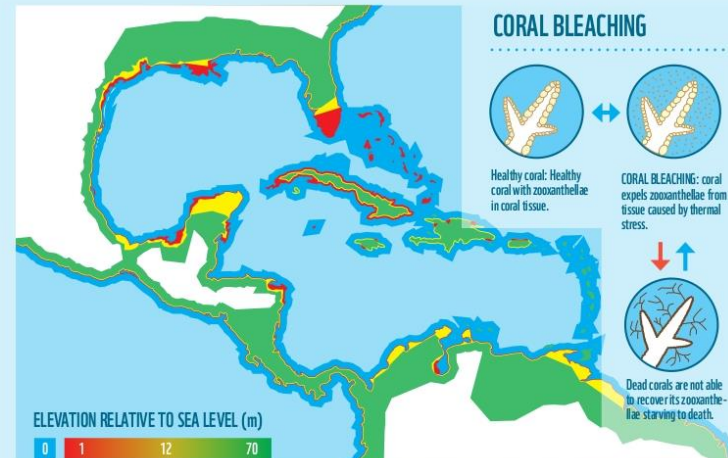 CORAL BLEACHING
Healthy coral: Healthy
coral with zooxanthellae
in coral tissue.
CORAL BLEACHING: coral
expels zooxanthellae from
tissue caused by thermal
stress.
Dead corals are not able
to recover its zooxanthe-
llae starving to death.
ELEVATION RELATIVE TO SEA LEVEL (m)
0 1 12 70